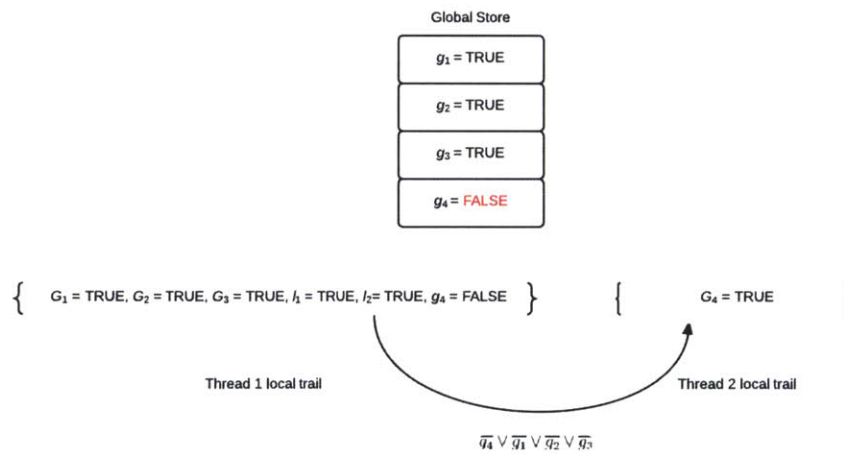 Global Store
g₁ = TRUE
g₂ = TRUE
g₃ = TRUE
g₄ = FALSE
{ G₁ = TRUE, G₂ = TRUE, G₃ = TRUE, l₁ = TRUE, l₂= TRUE, g₄ = FALSE } { G₄ = TRUE
Thread 1 local trail Thread 2 local trail
g̅₄ ∨ g̅₁ ∨ g̅₂ ∨ g̅₃